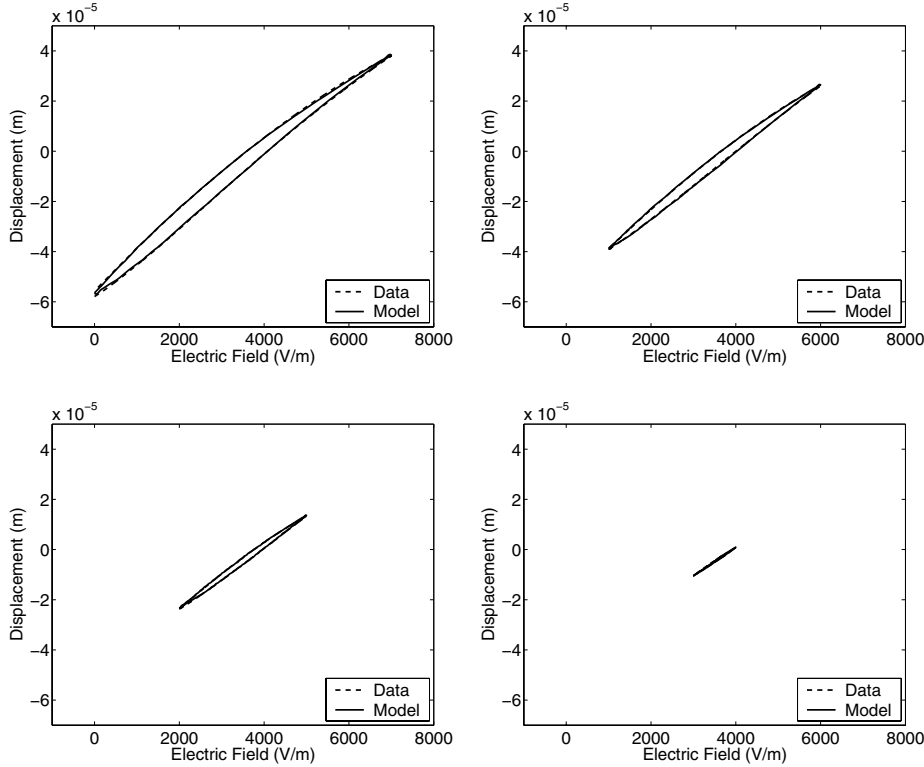 x 10⁻⁵
4
2
0
−2
−4
−6
Displacement (m)
0 2000 4000 6000 8000
Electric Field (V/m)
Data
Model
x 10⁻⁵
4
2
0
−2
−4
−6
Displacement (m)
0 2000 4000 6000 8000
Electric Field (V/m)
Data
Model
x 10⁻⁵
4
2
0
−2
−4
−6
Displacement (m)
0 2000 4000 6000 8000
Electric Field (V/m)
Data
Model
x 10⁻⁵
4
2
0
−2
−4
−6
Displacement (m)
0 2000 4000 6000 8000
Electric Field (V/m)
Data
Model